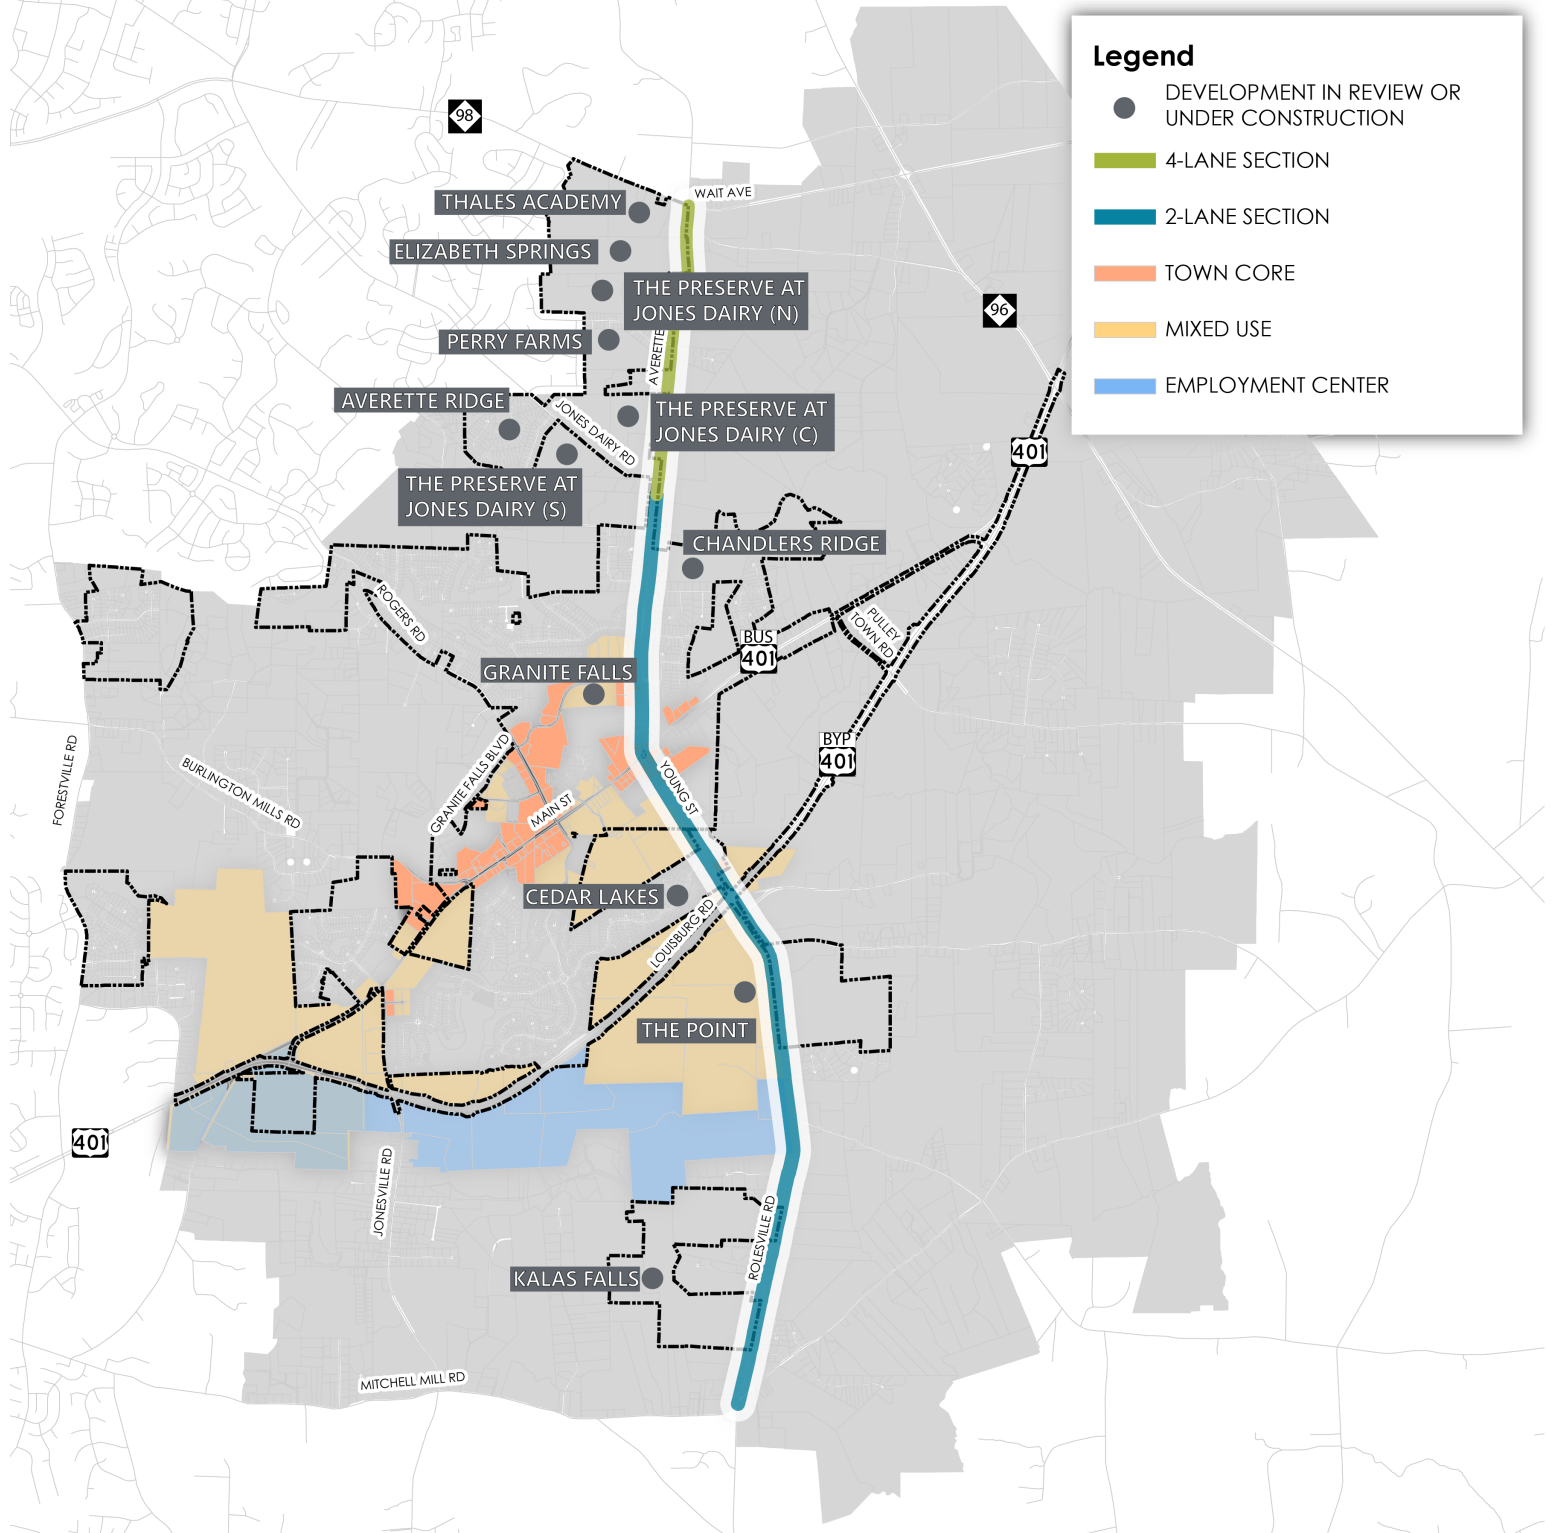 Legend
DEVELOPMENT IN REVIEW OR
UNDER CONSTRUCTION
4-LANE SECTION
2-LANE SECTION
TOWN CORE
MIXED USE
EMPLOYMENT CENTER
98
WAIT AVE
THALES ACADEMY
ELIZABETH SPRINGS
THE PRESERVE AT
JONES DAIRY (N)
96
PERRY FARMS
AVERETTE
AVERETTE RIDGE
JONES DAIRY RD
THE PRESERVE AT
JONES DAIRY (C)
401
THE PRESERVE AT
JONES DAIRY (S)
CHANDLERS RIDGE
ROGERS RD
PULLEY
TOWN RD
BUS
401
GRANITE FALLS
BYP
401
FORESTVILLE RD
BURLINGTON MILLS RD
GRANITE FALLS BLVD
MAIN ST
YOUNG ST
CEDAR LAKES
LOUISBURG RD
THE POINT
401
JONESVILLE RD
ROLESVILLE RD
KALAS FALLS
MITCHELL MILL RD